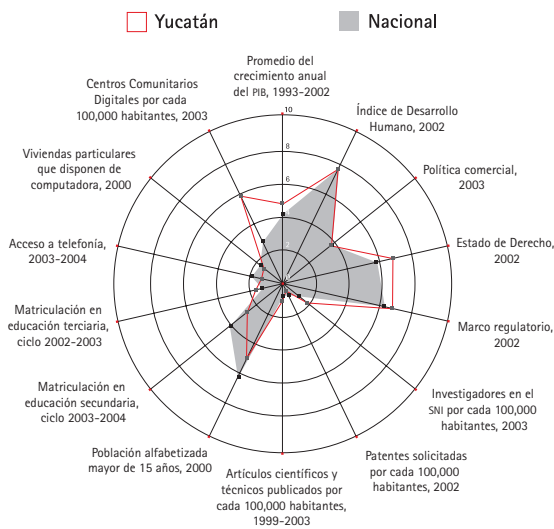 Yucatán
Nacional
Promedio del
crecimiento anual
del PIB, 1993-2002
Índice de Desarrollo
Humano, 2002
Política comercial,
2003
Estado de Derecho,
2002
Marco regulatorio,
2002
Investigadores en el
SNI por cada 100,000
habitantes, 2003
Patentes solicitadas
por cada 100,000
habitantes, 2002
Artículos científicos y
técnicos publicados por
cada 100,000 habitantes,
1999-2003
Población alfabetizada
mayor de 15 años, 2000
Matriculación en
educación secundaria,
ciclo 2003-2004
Matriculación en
educación terciaria,
ciclo 2002-2003
Acceso a telefonía,
2003-2004
Viviendas particulares
que disponen de
computadora, 2000
Centros Comunitarios
Digitales por cada
100,000 habitantes, 2003
10
8
6
2